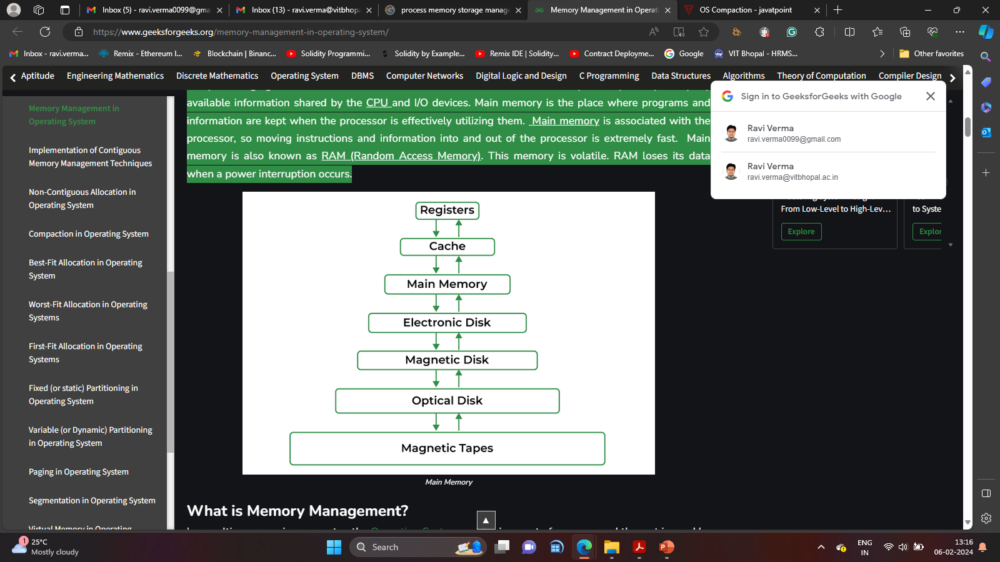 Inbox (5) - ravi.verma0099@gma
Inbox (13) - ravi.verma@vitbhopa
process memory storage manage
Memory Management in Operati
OS Compaction - javatpoint
https://www.geeksforgeeks.org/memory-management-in-operating-system/
Inbox - ravi.verma...
Remix - Ethereum I...
Blockchain | Binanc...
Solidity Programmi...
Solidity by Example...
Remix IDE | Solidity...
Contract Deployme...
Google
VIT Bhopal - HRMS...
Other favorites
Aptitude
Engineering Mathematics
Discrete Mathematics
Operating System
DBMS
Computer Networks
Digital Logic and Design
C Programming
Data Structures
Algorithms
Theory of Computation
Compiler Design
Memory Management in
Operating System
Implementation of Contiguous
Memory Management Techniques
Non-Contiguous Allocation in
Operating System
Compaction in Operating System
Best-Fit Allocation in Operating
System
Worst-Fit Allocation in Operating
Systems
First-Fit Allocation in Operating
Systems
Fixed (or static) Partitioning in
Operating System
Variable (or Dynamic) Partitioning
in Operating System
Paging in Operating System
Segmentation in Operating System
Virtual Memory in Operating
available information shared by the CPU and I/O devices. Main memory is the place where programs and
information are kept when the processor is effectively utilizing them. Main memory is associated with the
processor, so moving instructions and information into and out of the processor is extremely fast. Main
memory is also known as RAM (Random Access Memory). This memory is volatile. RAM loses its data
when a power interruption occurs.
Registers
Cache
Main Memory
Electronic Disk
Magnetic Disk
Optical Disk
Magnetic Tapes
Main Memory
What is Memory Management?
Sign in to GeeksforGeeks with Google
Ravi Verma
ravi.verma0099@gmail.com
Ravi Verma
ravi.verma@vitbhopal.ac.in
From Low-Level to High-Lev...
Explore
to Syste
Explor
1
25°C
Mostly cloudy
Search
ENG
IN
13:16
06-02-2024